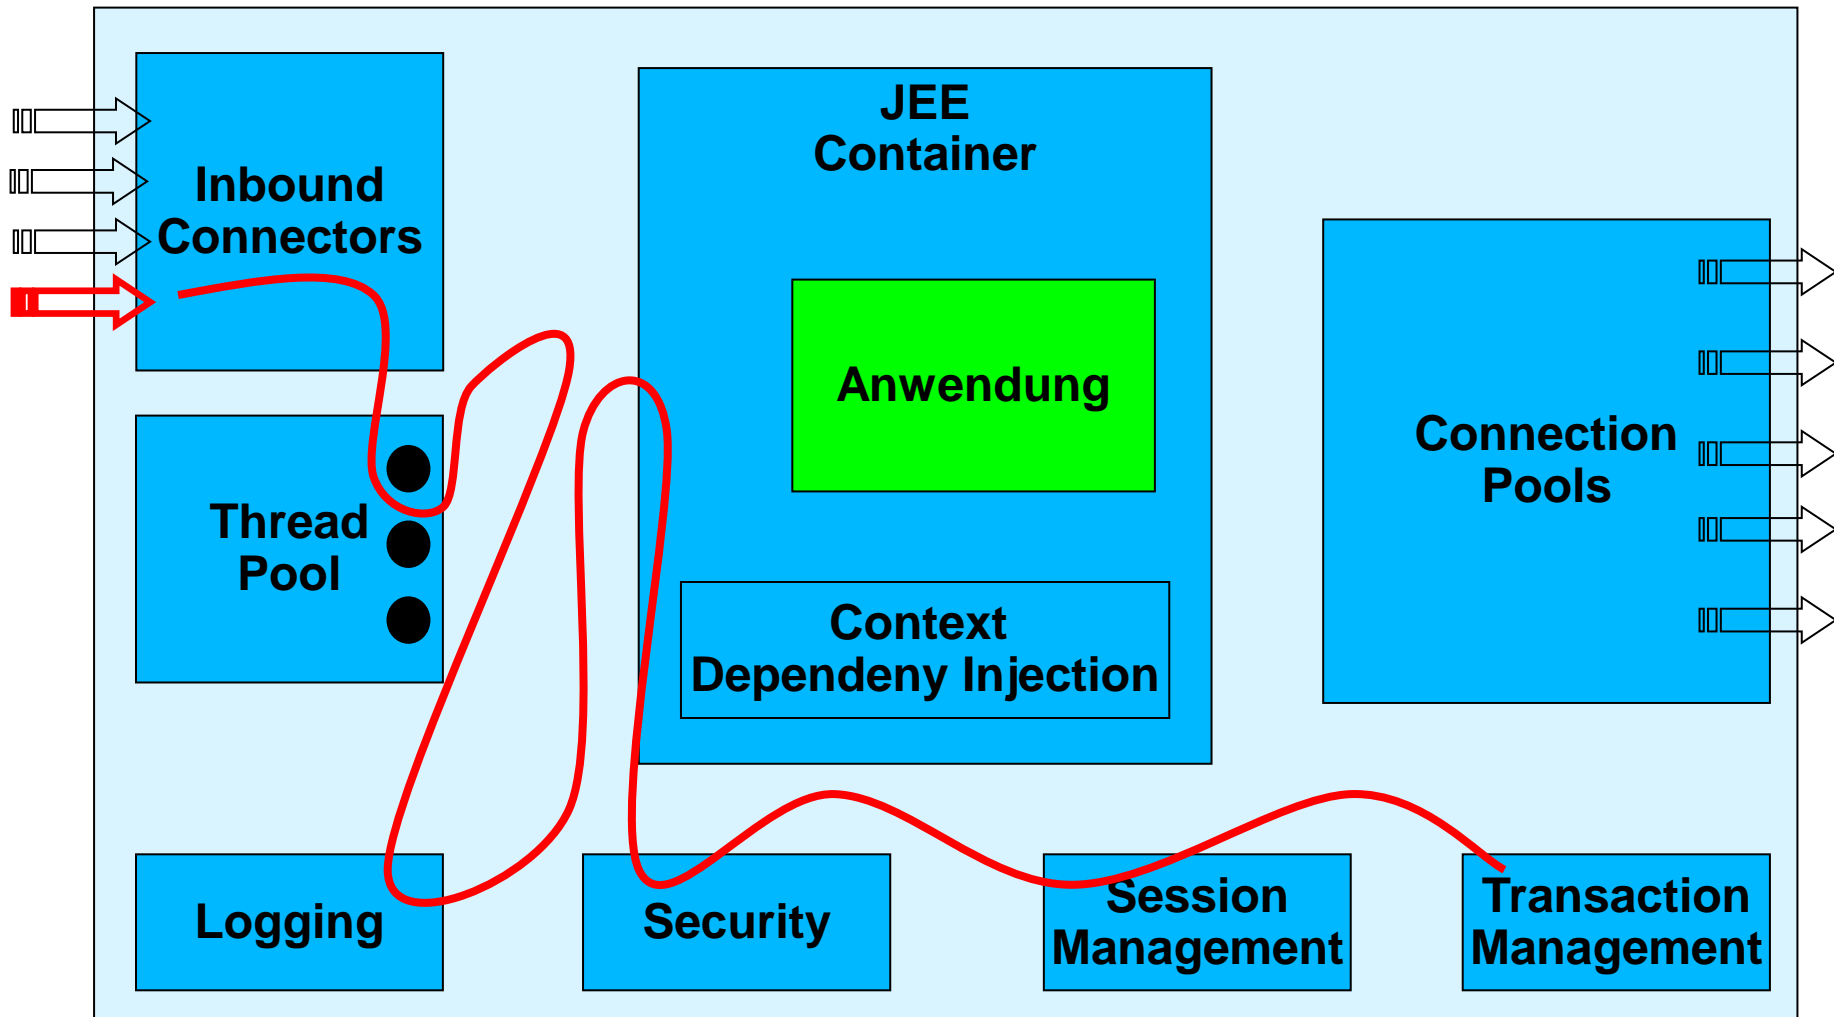 Inbound
Connectors
JEE
Container
Anwendung
Connection
Pools
Thread
Pool
Context
Dependeny Injection
Logging
Security
Session
Management
Transaction
Management